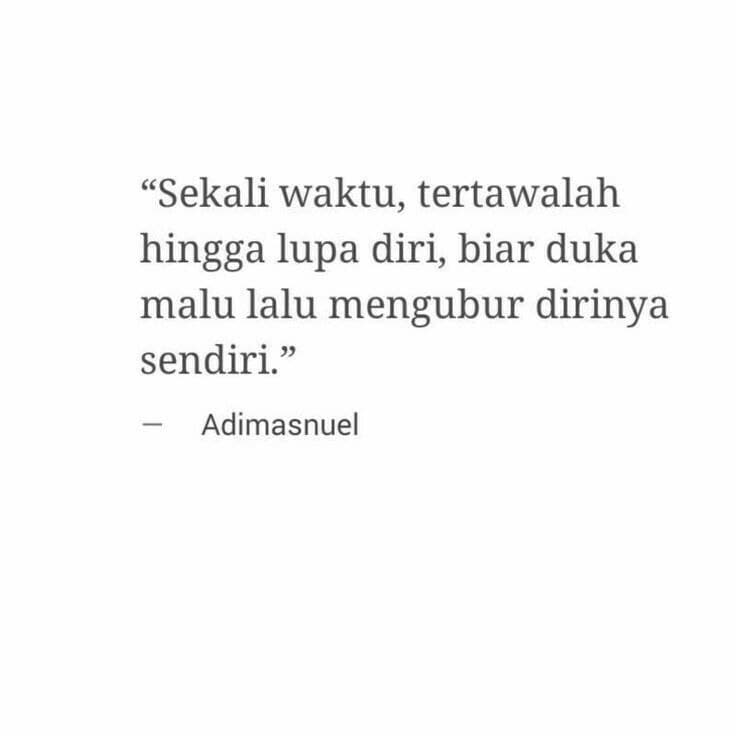 “Sekali waktu, tertawalah
hingga lupa diri, biar duka
malu lalu mengubur dirinya
sendiri.”
— Adimasnuel